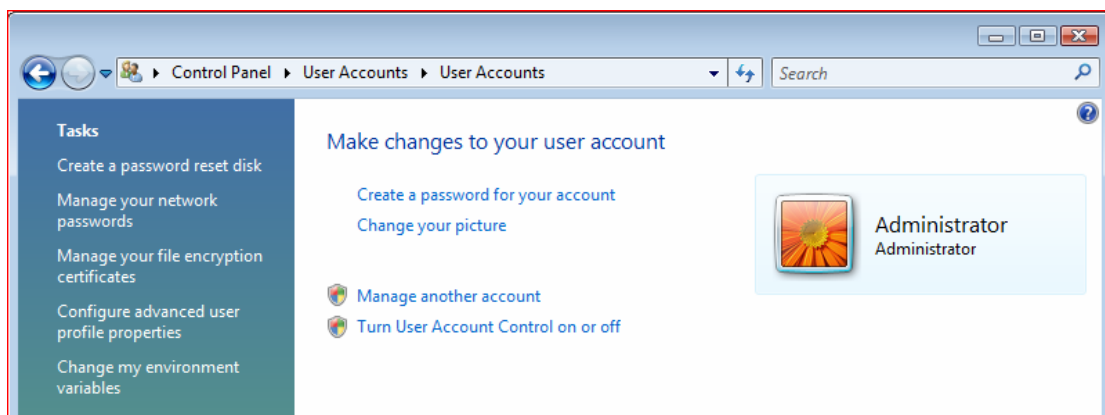 Control Panel User Accounts User Accounts
Search
Tasks
Create a password reset disk
Manage your network
passwords
Manage your file encryption
certificates
Configure advanced user
profile properties
Change my environment
variables
Make changes to your user account
Create a password for your account
Change your picture
Manage another account
Turn User Account Control on or off
Administrator
Administrator